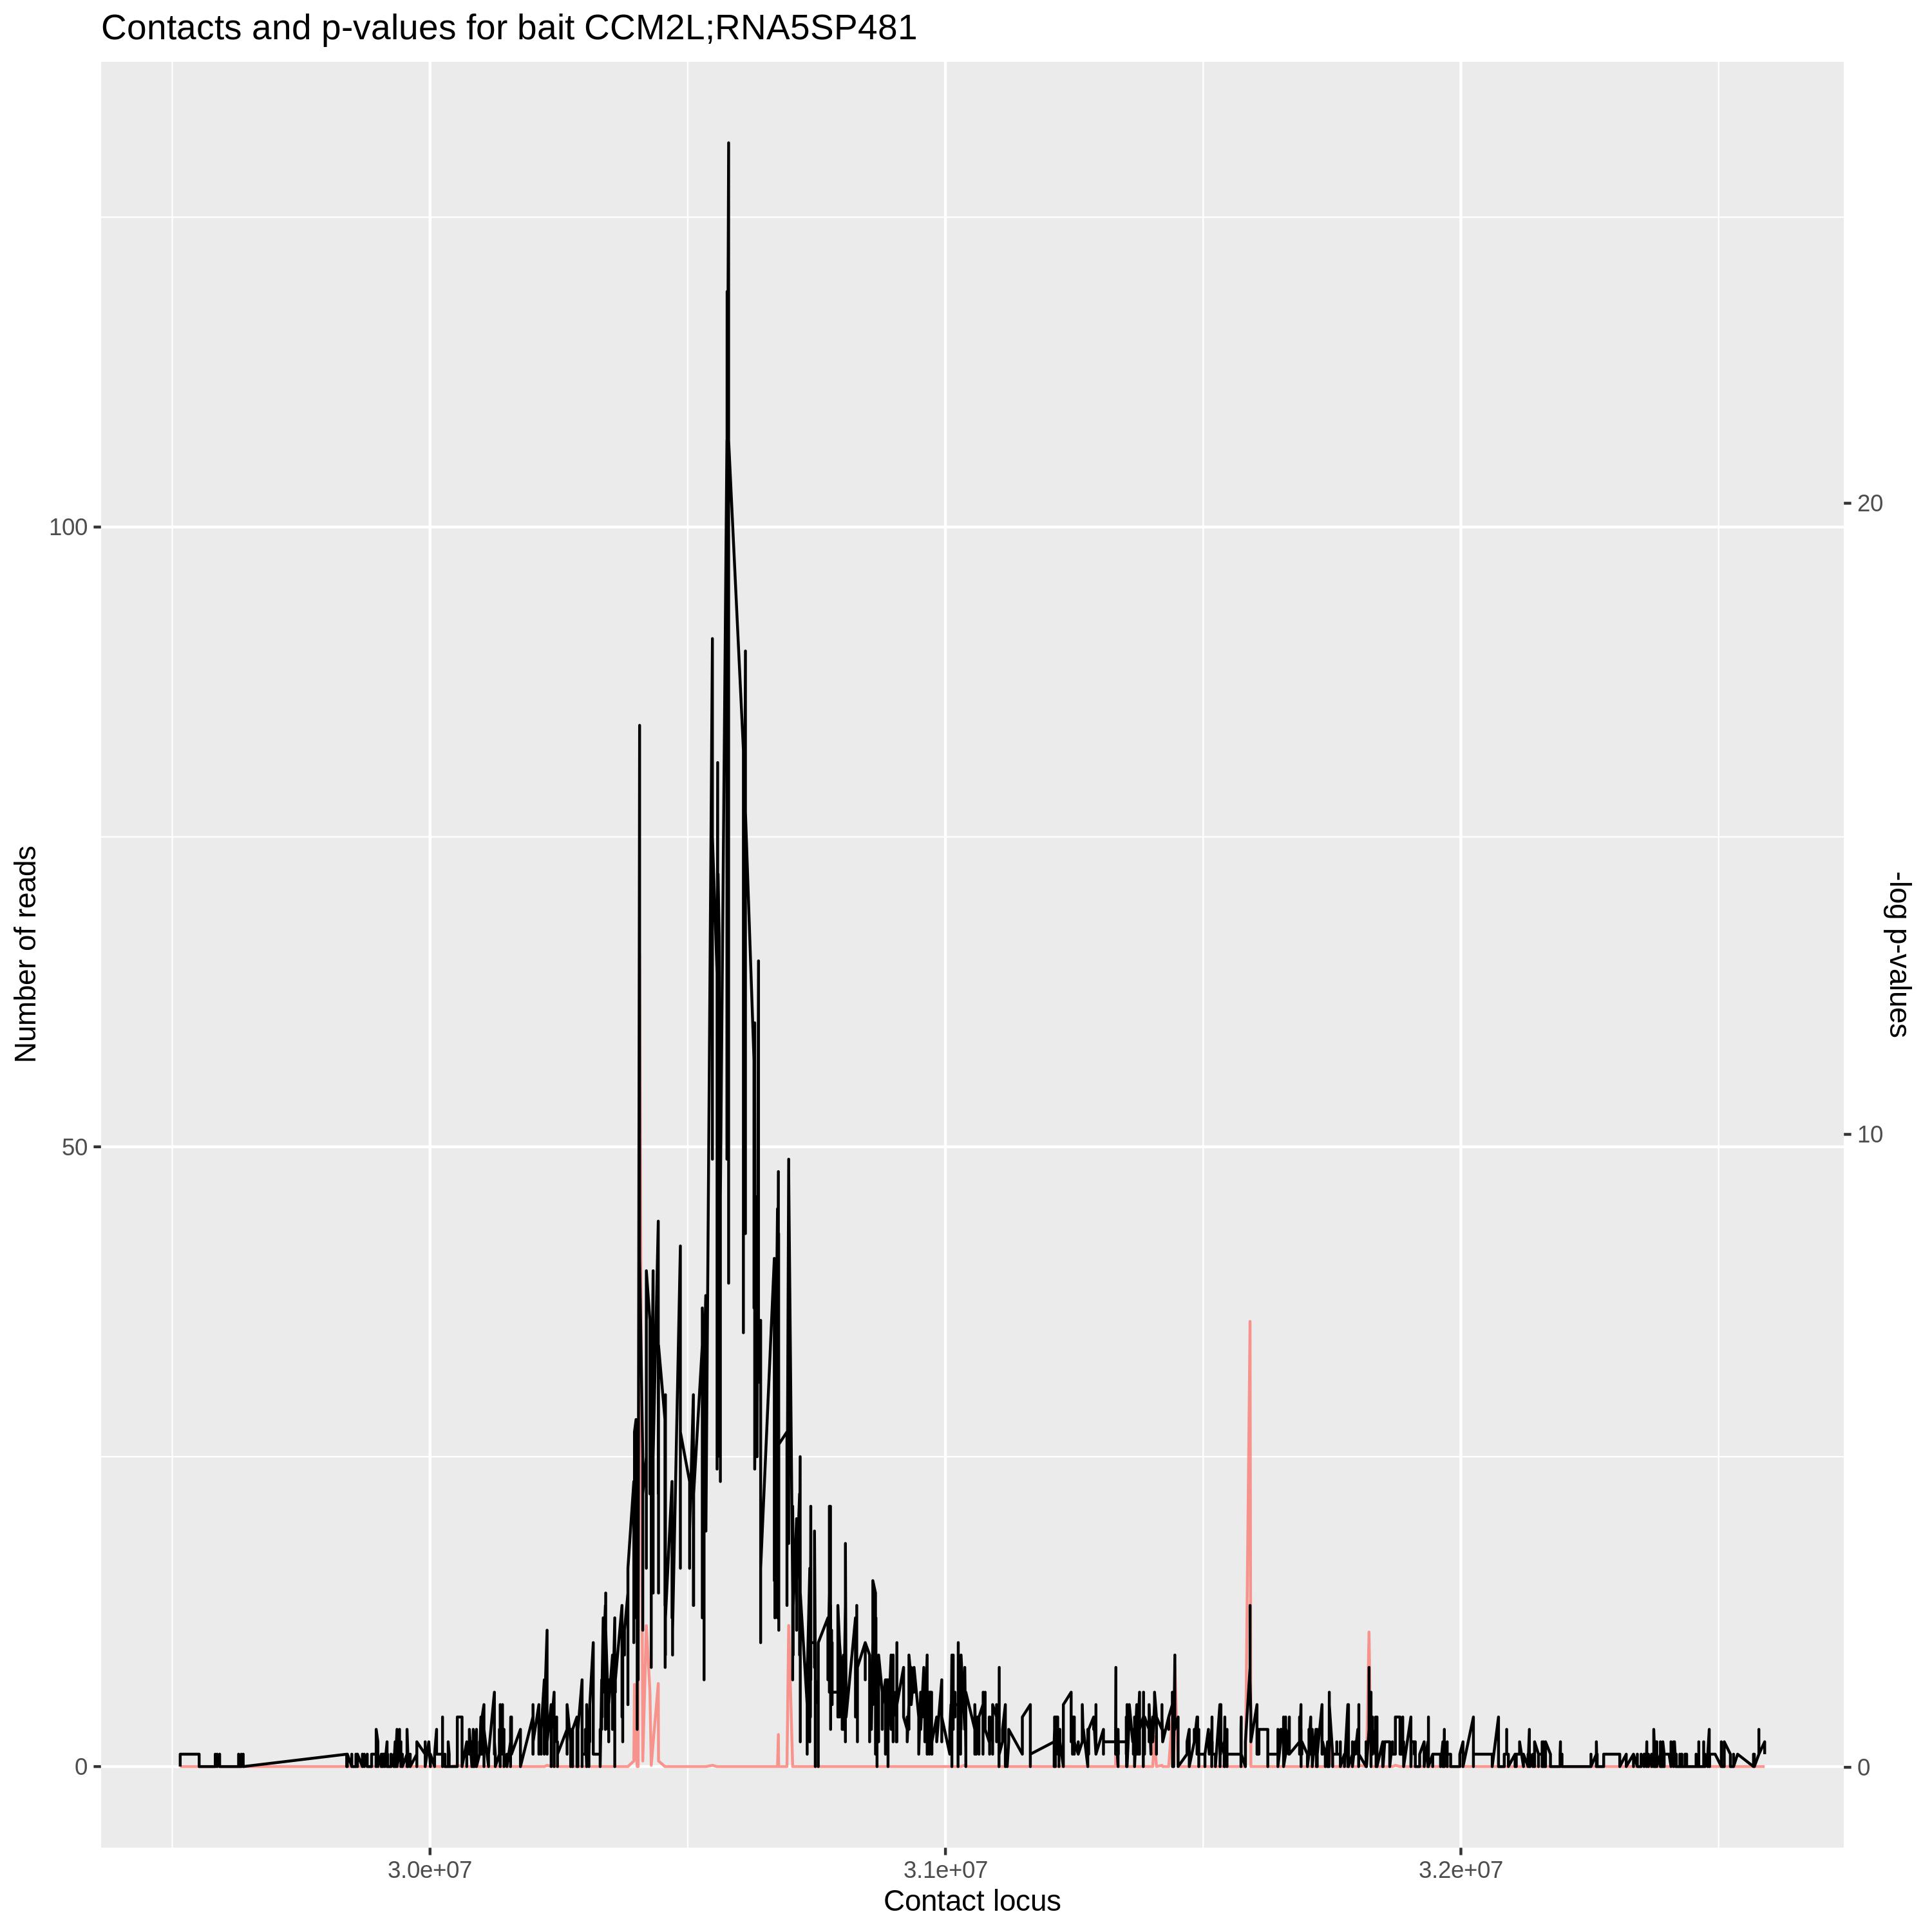 Contacts and p-values for bait CCM2L;RNA5SP481
100
50
0
Number of reads
20
10
0
-log p-values
3.0e+07
3.1e+07
3.2e+07
Contact locus